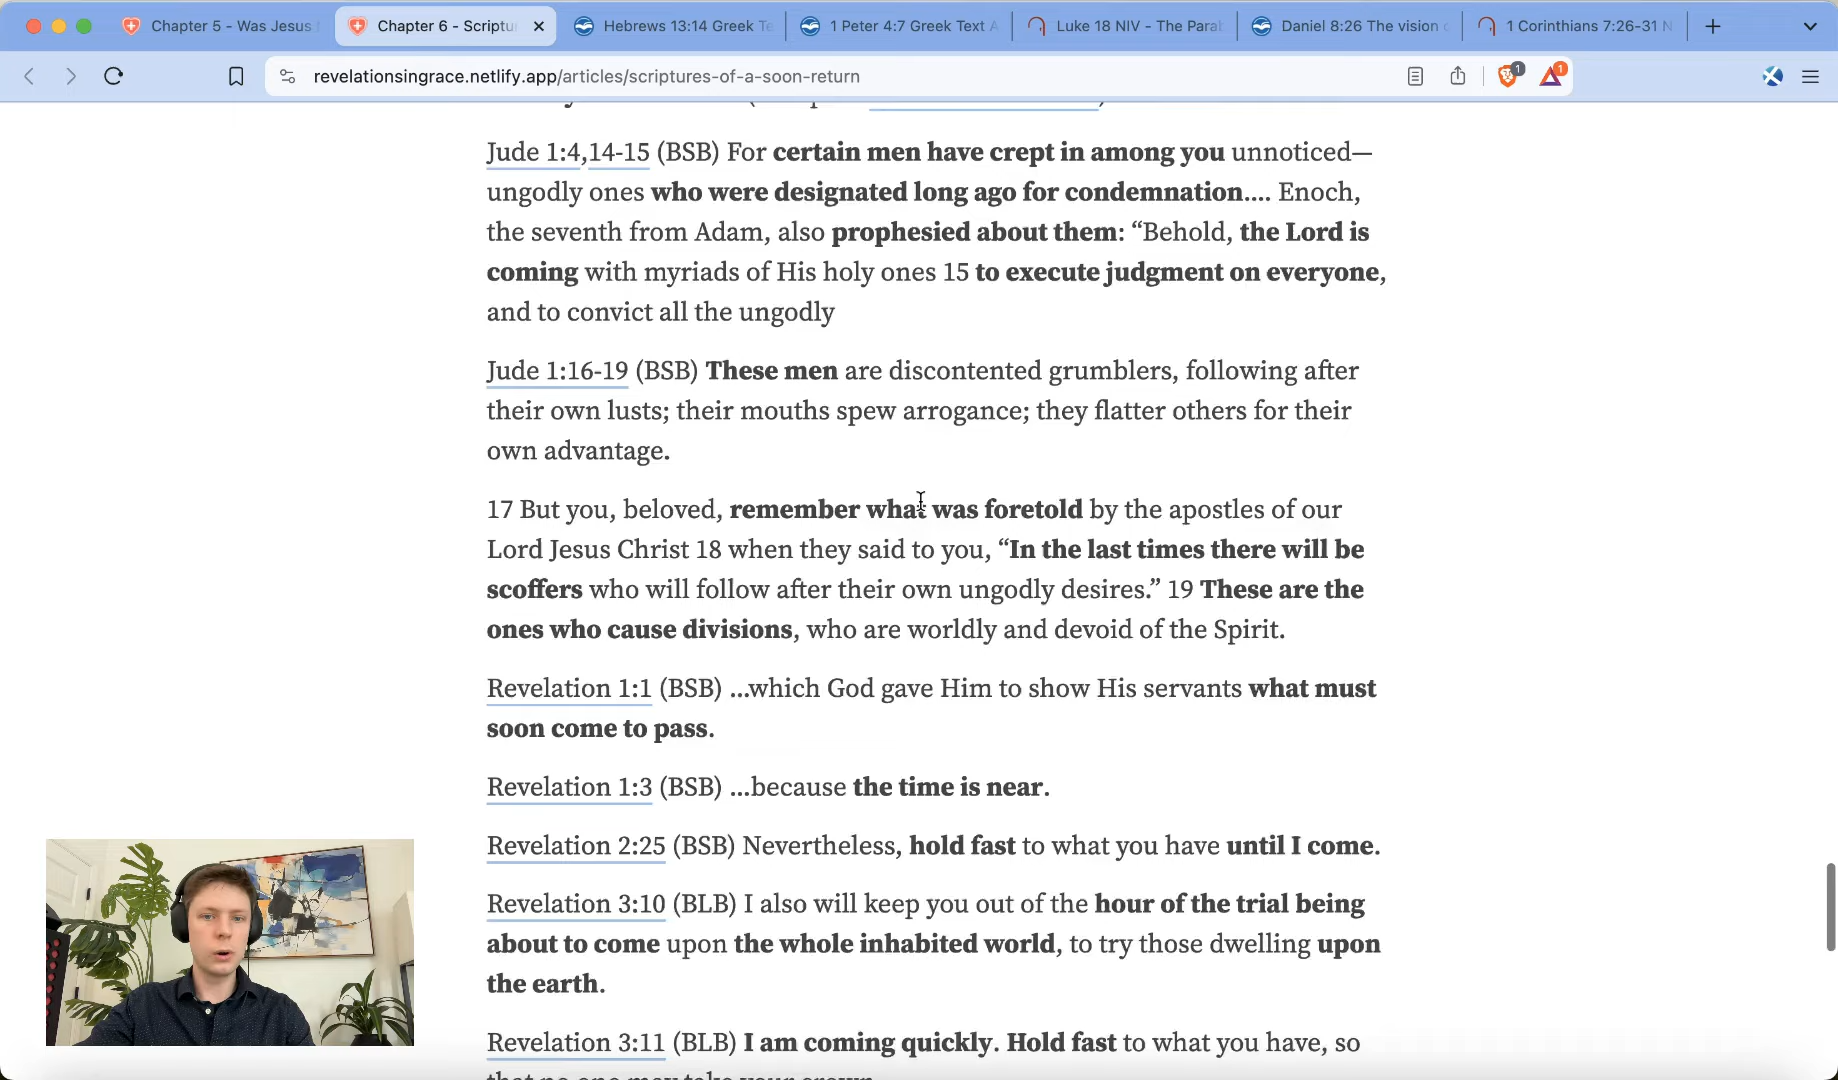 Chapter 5 - Was Jesus
Chapter 6 - Scriptu
Hebrews 13:14 Greek Te
1 Peter 4:7 Greek Text A
Luke 18 NIV - The Parab
Daniel 8:26 The vision
1 Corinthians 7:26-31 N
revelationsingrace.netlify.app/articles/scriptures-of-a-soon-return
1
1
Jude 1:4,14-15 (BSB) For certain men have crept in among you unnoticed—
ungodly ones who were designated long ago for condemnation.... Enoch,
the seventh from Adam, also prophesied about them: “Behold, the Lord is
coming with myriads of His holy ones 15 to execute judgment on everyone,
and to convict all the ungodly
Jude 1:16-19 (BSB) These men are discontented grumblers, following after
their own lusts; their mouths spew arrogance; they flatter others for their
own advantage.
17 But you, beloved, remember what was foretold by the apostles of our
Lord Jesus Christ 18 when they said to you, “In the last times there will be
scoffers who will follow after their own ungodly desires.” 19 These are the
ones who cause divisions, who are worldly and devoid of the Spirit.
Revelation 1:1 (BSB) ...which God gave Him to show His servants what must
soon come to pass.
Revelation 1:3 (BSB) ...because the time is near.
Revelation 2:25 (BSB) Nevertheless, hold fast to what you have until I come.
Revelation 3:10 (BLB) I also will keep you out of the hour of the trial being
about to come upon the whole inhabited world, to try those dwelling upon
the earth.
Revelation 3:11 (BLB) I am coming quickly. Hold fast to what you have, so
that no one may take your crown